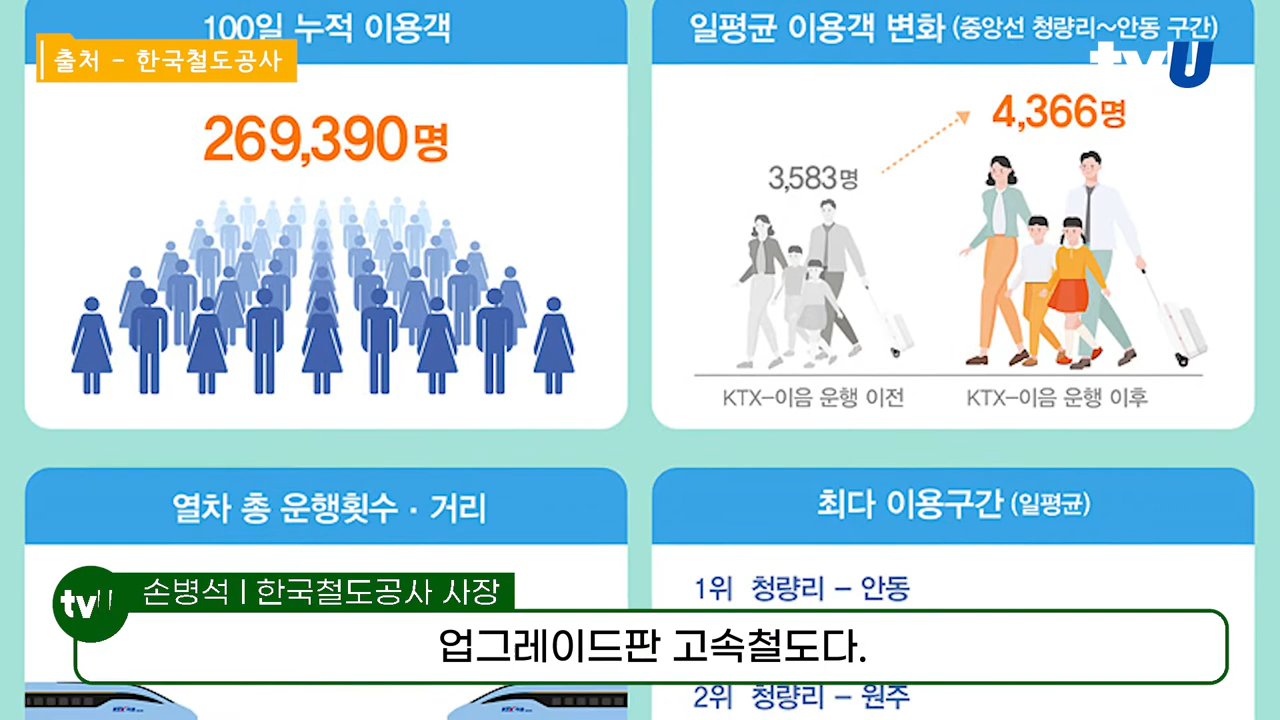 100일 누적 이용객
출처 - 한국철도공사
269,390명
일평균 이용객 변화 (중앙선 청량리~안동 구간)
tvU
3,583명
4,366명
KTX-이음 운행 이전
KTX-이음 운행 이후
열차 총 운행횟수 · 거리
최다 이용구간 (일평균)
1위 청량리 - 안동
tvU
손병석 | 한국철도공사 사장
업그레이드판 고속철도다.
2위 청량리 - 원주